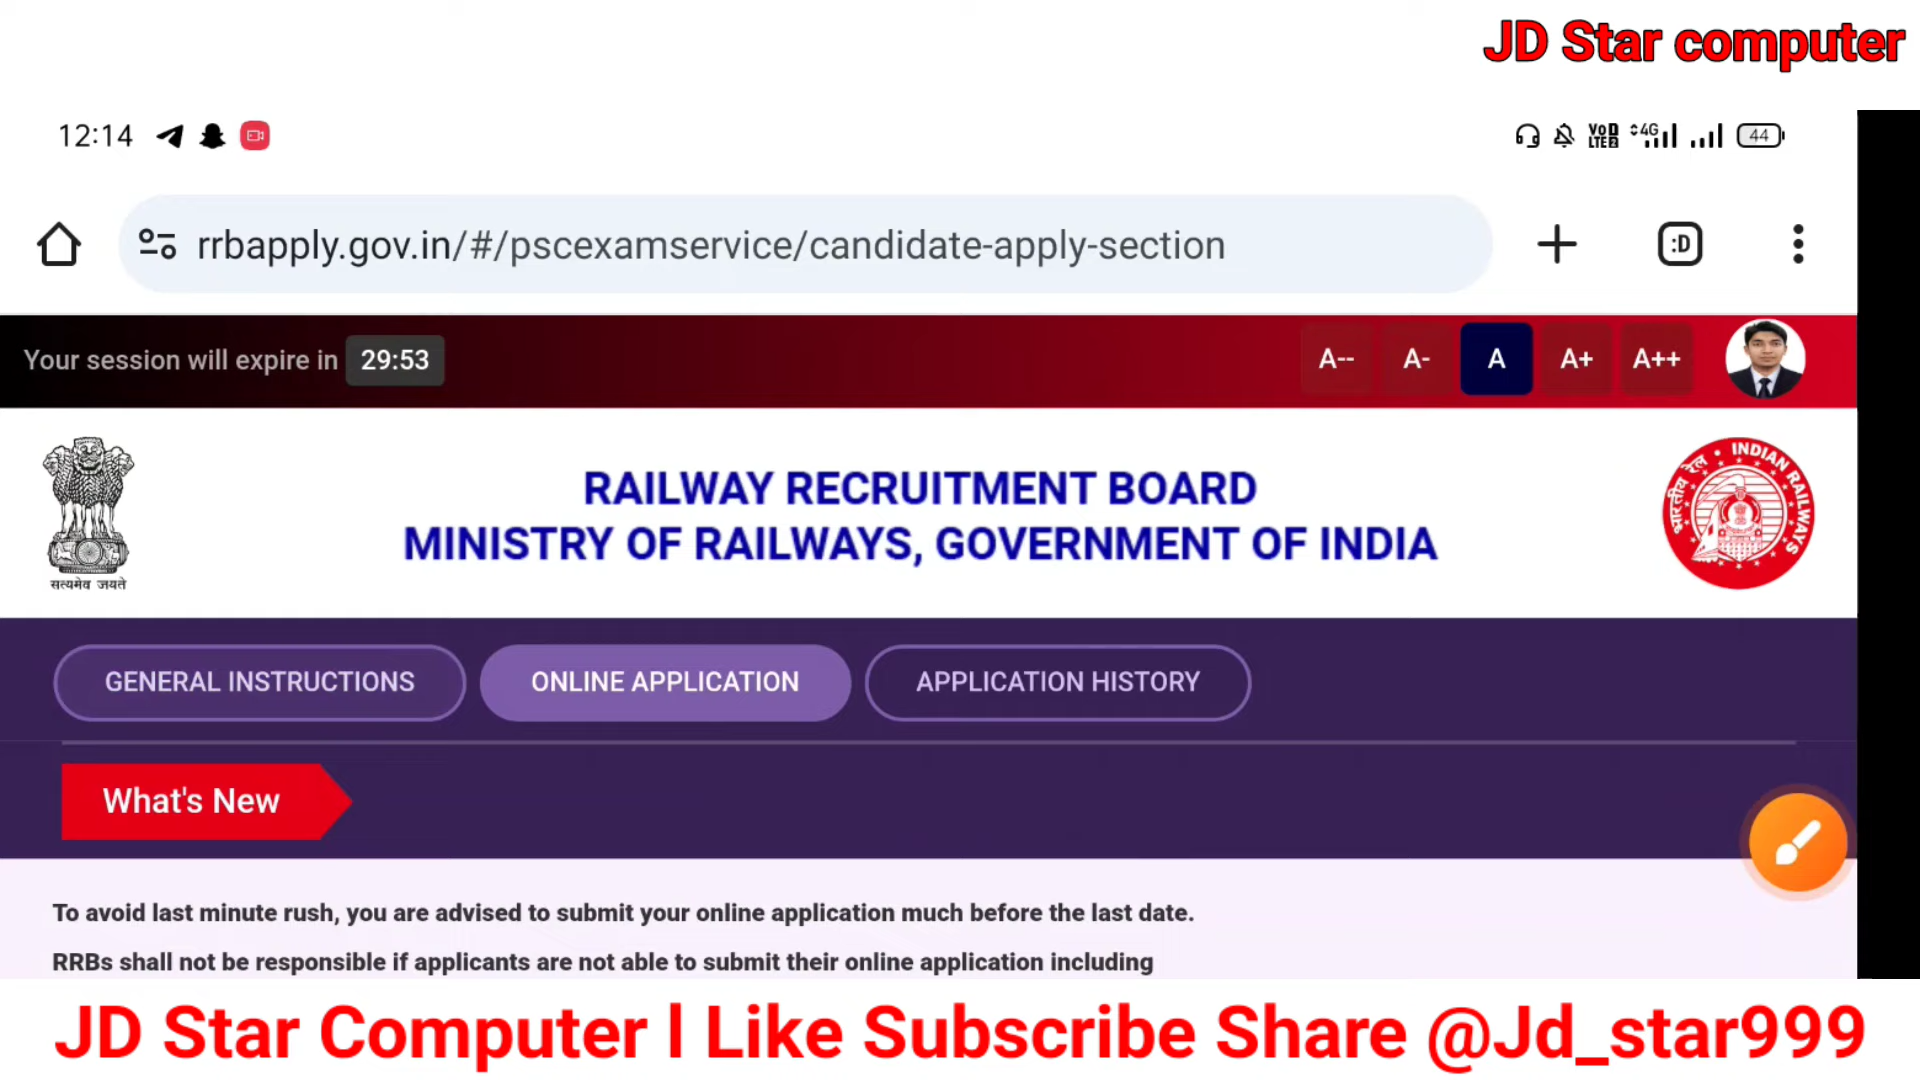 JD Star computer
12:14
VoD LTE2 4G 44
rrbapply.gov.in/#/pscexamservice/candidate-apply-section
:D
Your session will expire in 29:53
A-- A- A A+ A++
RAILWAY RECRUITMENT BOARD
MINISTRY OF RAILWAYS, GOVERNMENT OF INDIA
सत्यमेव जयते
भारतीय रेल • INDIAN RAILWAYS
GENERAL INSTRUCTIONS ONLINE APPLICATION APPLICATION HISTORY
What's New
To avoid last minute rush, you are advised to submit your online application much before the last date.
RRBs shall not be responsible if applicants are not able to submit their online application including
JD Star Computer l Like Subscribe Share @Jd_star999